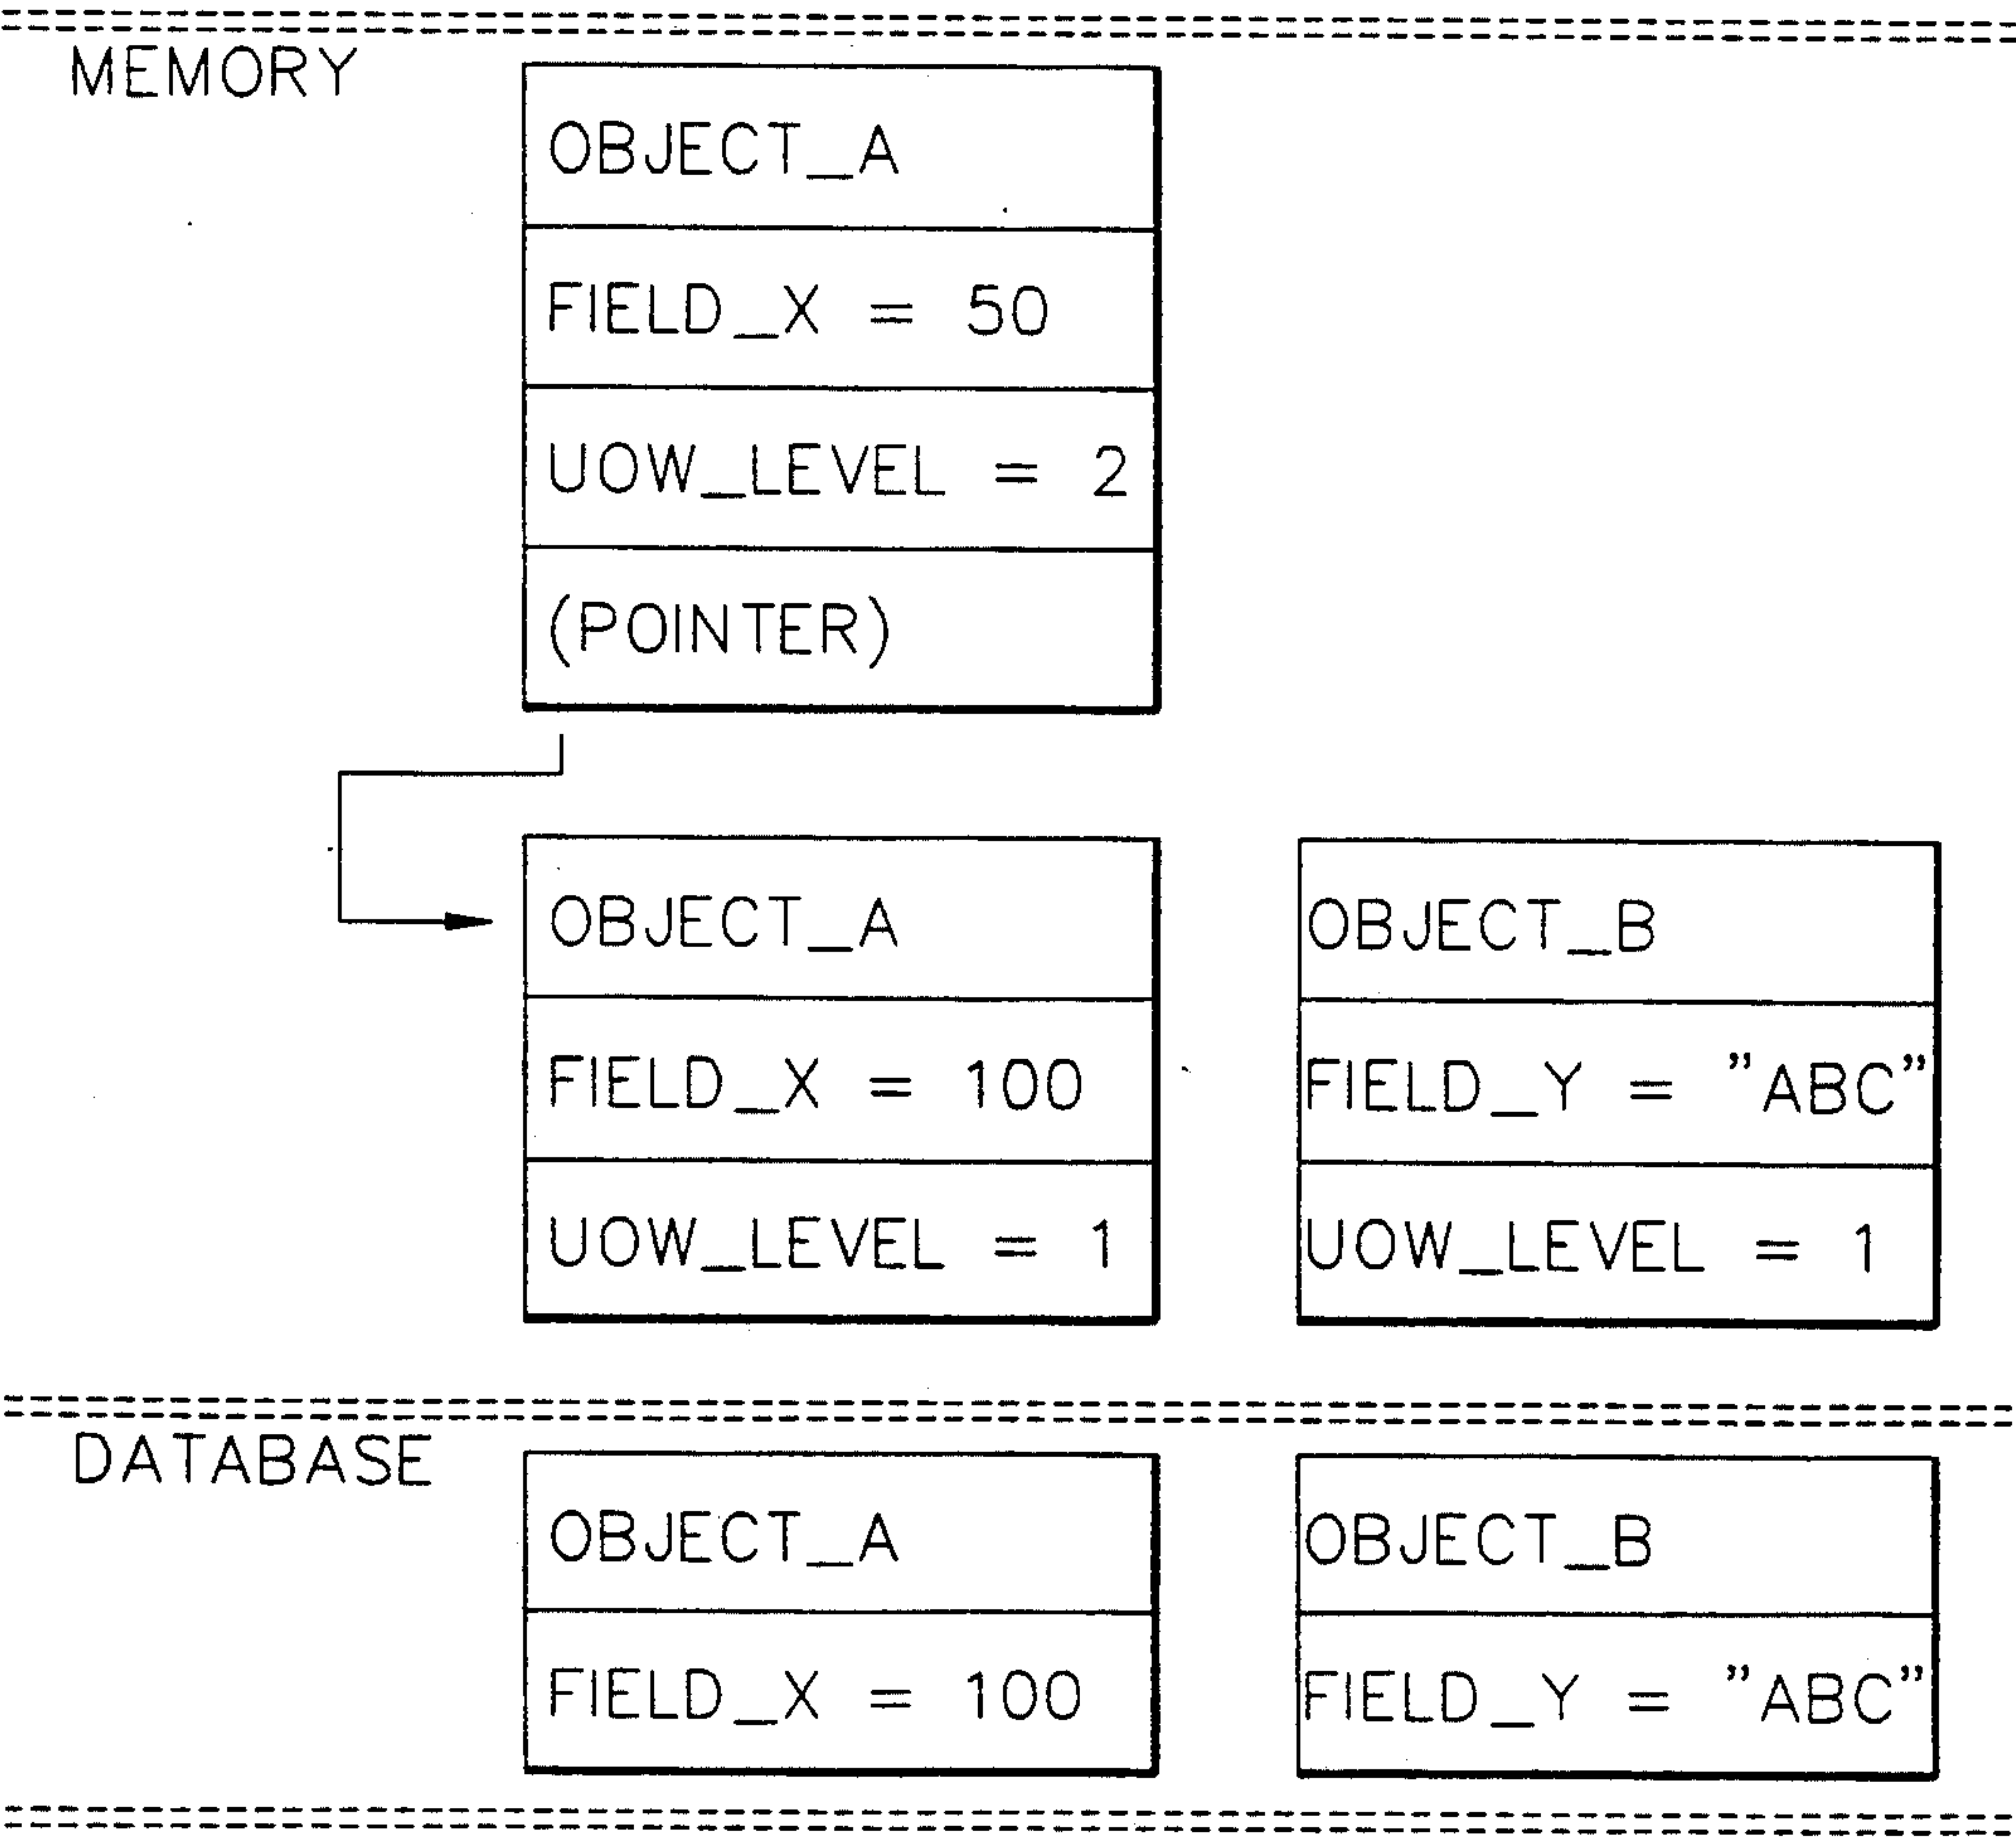 MEMORY
OBJECT_A
FIELD_X = 50
UOW_LEVEL = 2
(POINTER)
OBJECT_A
FIELD_X = 100
UOW_LEVEL = 1
OBJECT_B
FIELD_Y = ”ABC”
UOW_LEVEL = 1
DATABASE
OBJECT_A
FIELD_X = 100
OBJECT_B
FIELD_Y = ”ABC”